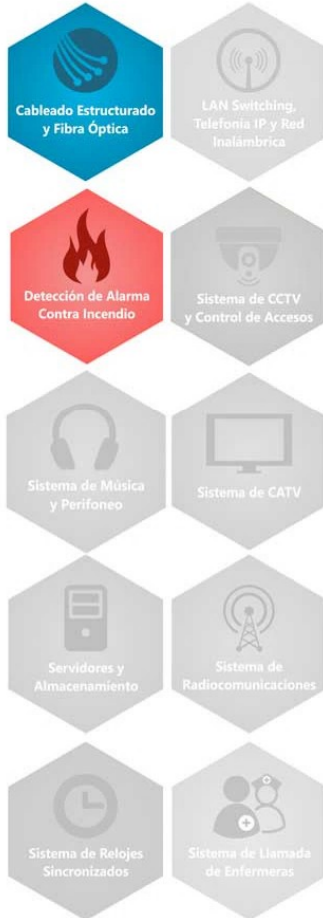 Cableado Estructurado
y Fibra Óptica
LAN Switching,
Telefonía IP y Red
Inalámbrica
Detección de Alarma
Contra Incendio
Sistema de CCTV
y Control de Accesos
Sistema de Música
y Perifoneo
Sistema de CATV
Servidores y
Almacenamiento
Sistema de
Radiocomunicaciones
Sistema de Relojes
Sincronizados
Sistema de Llamada
de Enfermeras